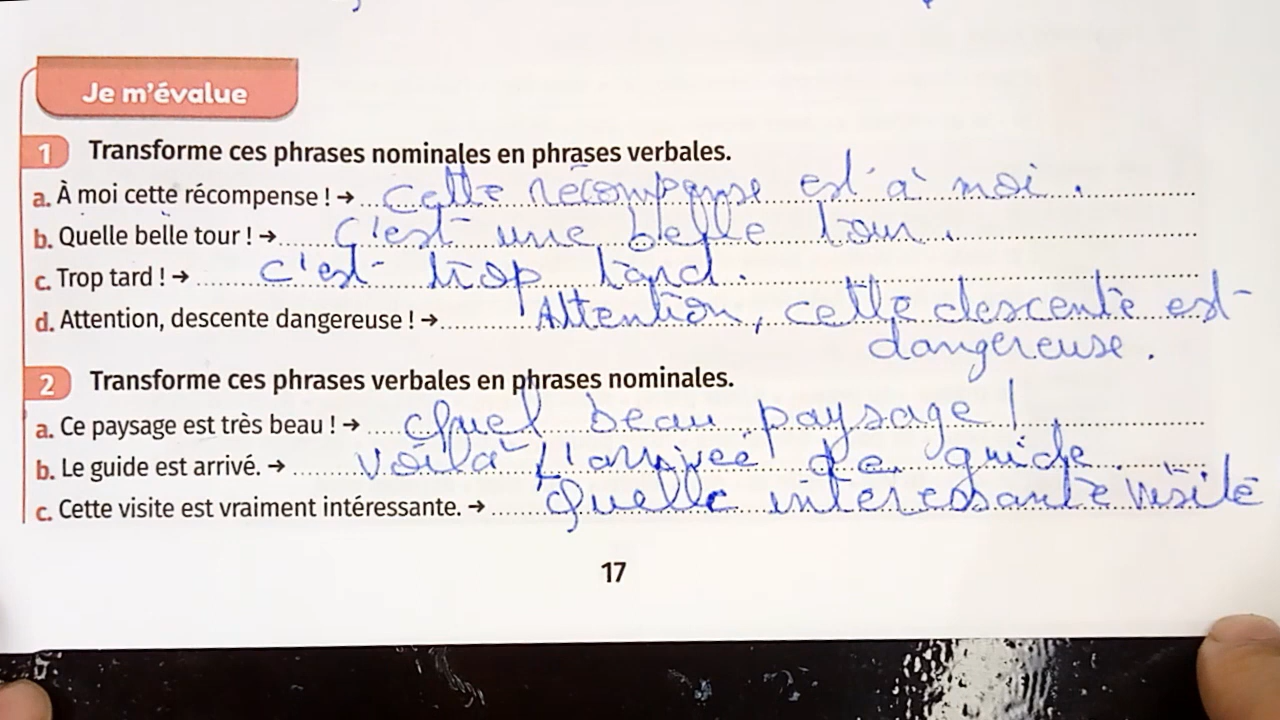 Je m'évalue
1 Transforme ces phrases nominales en phrases verbales.
a. À moi cette récompense ! → cette récompense est à moi.
b. Quelle belle tour ! → C'est une belle tour.
c. Trop tard ! → c'est trop tard.
d. Attention, descente dangereuse ! → Attention, cette descente est
dangereuse.
2 Transforme ces phrases verbales en phrases nominales.
a. Ce paysage est très beau ! → Quel beau paysage !
b. Le guide est arrivé. → Voilà l'arrivée de guide.
c. Cette visite est vraiment intéressante. → Quelle intéressante visite
17